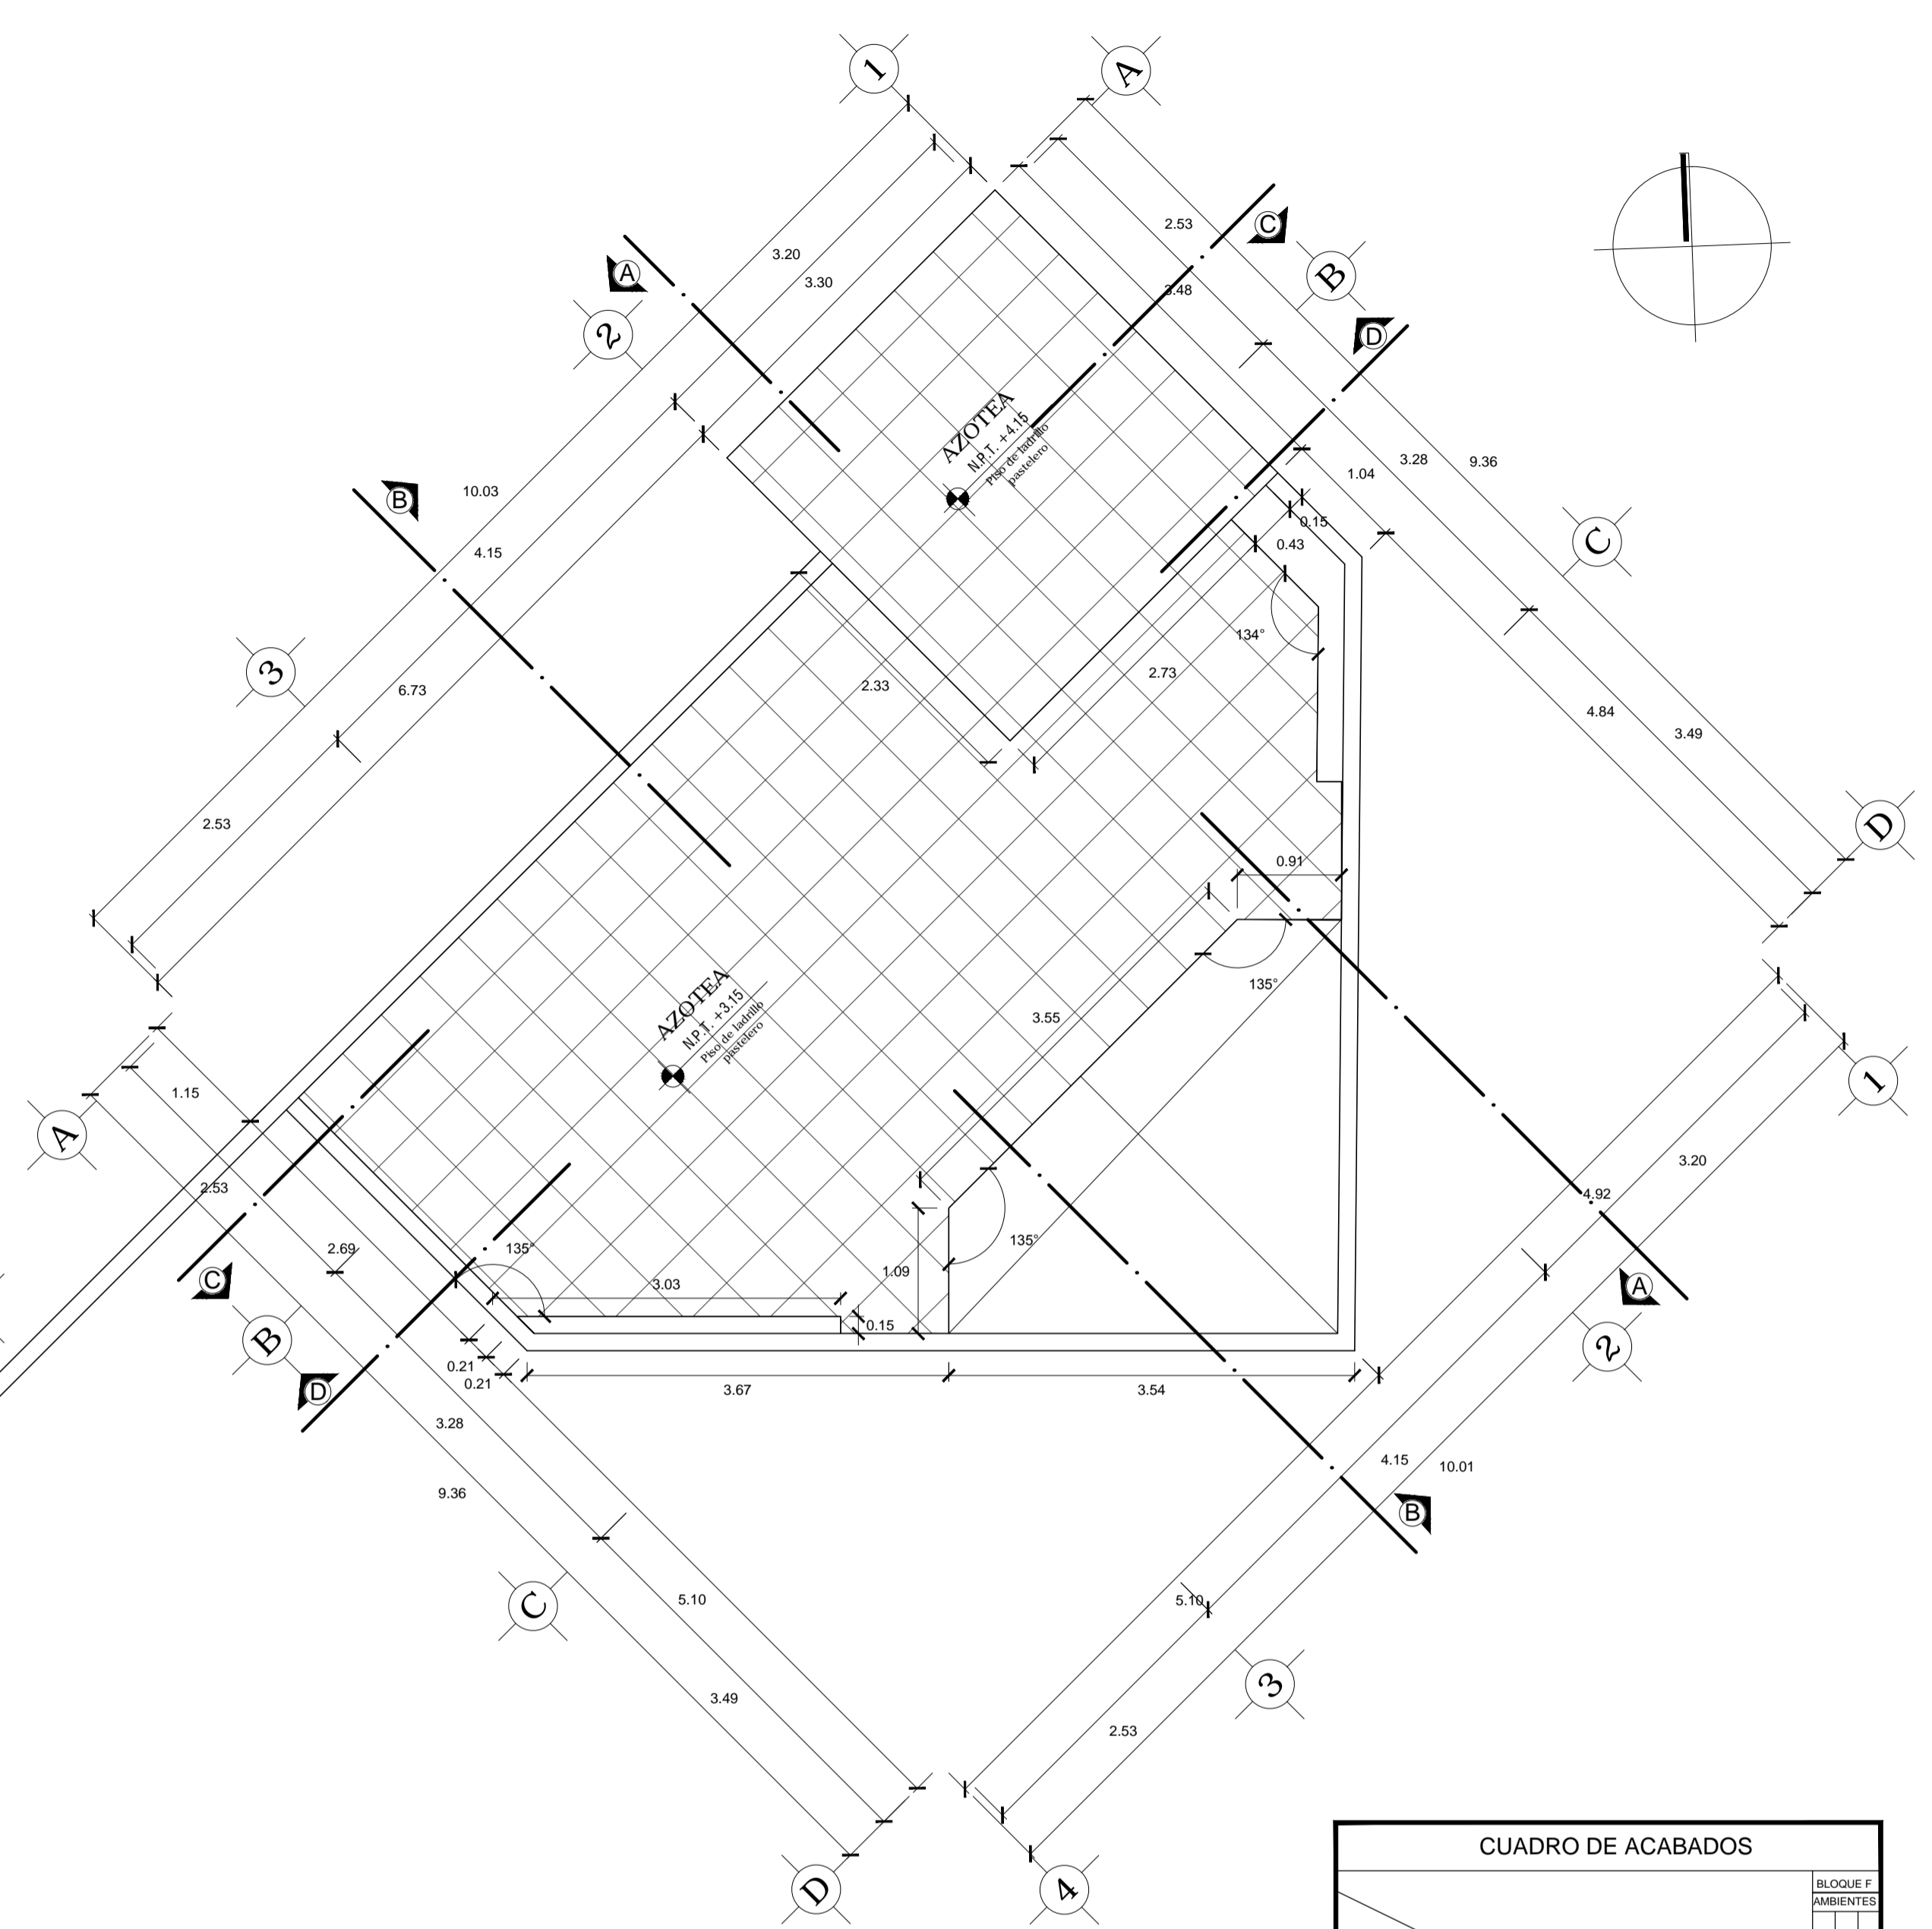 1
A
2.53
C
B
3.20
3.30
3.48
A
2
D
AZOTEA
N.P.T. +4.15
Piso de ladrillo
pastelero
1.04
3.28
9.36
10.03
B
0.15
C
0.43
4.15
134°
3
2.33
2.73
6.73
4.84
3.49
2.53
D
0.91
135°
AZOTEA
N.P.T. +3.15
Piso de ladrillo
pastelero
3.55
1.15
1
A
3.20
2.53
4.92
135°
135°
2.69
1.09
3.03
C
A
B
0.15
2
0.21
0.21
D
3.67
3.54
3.28
4.15
10.01
9.36
B
C
5.10
5.10
3
3.49
2.53
D
4
CUADRO DE ACABADOS
BLOQUE F
AMBIENTES